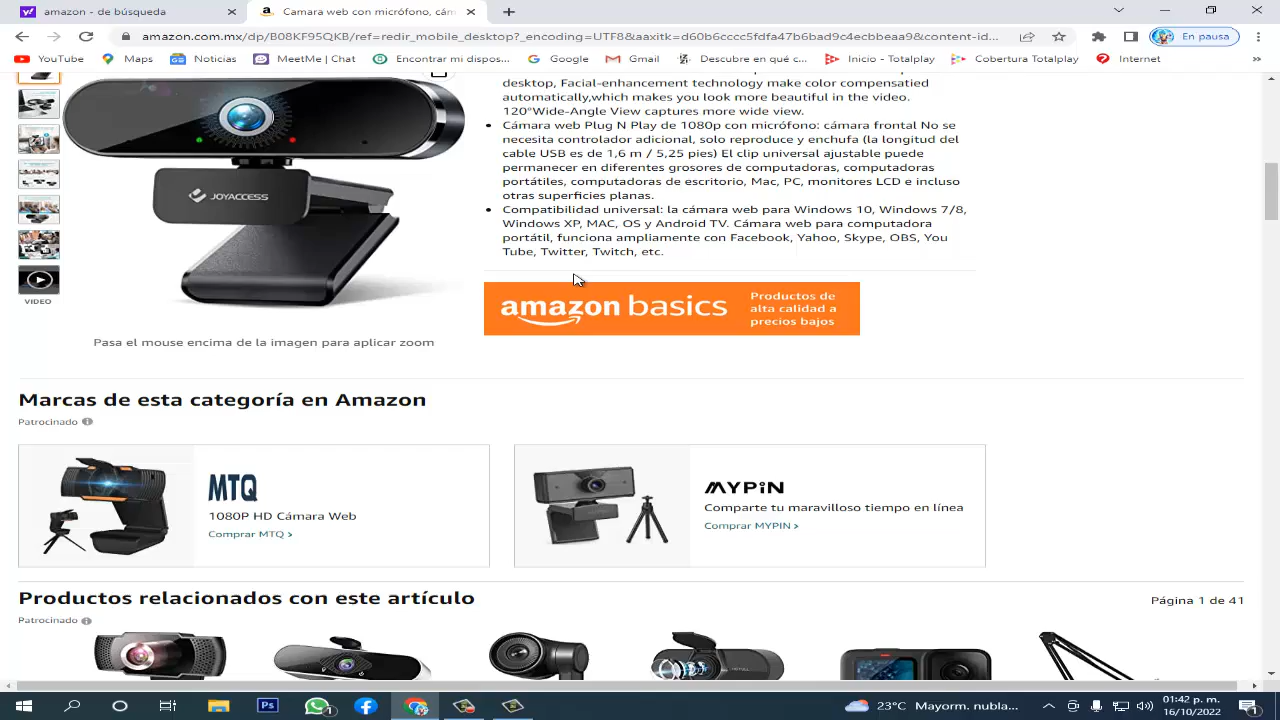 amazon - de búsqueda
Cámara web con micrófono, cám
amazon.com.mx/dp/B08KF95QKB/ref=redir_mobile_desktop?_encoding=UTF8&aaxitk=d60b6cccc5fdfa47b6bad9c4ecbbeaa9&content-id...
En pausa
YouTube
Maps
Noticias
MeetMe | Chat
Encontrar mi dispos...
Google
Gmail
Descubre en qué c...
Inicio - Totalplay
Cobertura Totalplay
Internet
desktop, Facial-enhancement technology make color compensatied
automatically,which makes you look more beautiful in the video.
120°Wide-Angle View captures more wide view.
Cámara web Plug N Play de 1080p con micrófono: cámara frontal No se
necesita controlador adicional, solo reproduce y enchufa (la longitud del
cable USB es de 1,6 m / 5,25 pies) El clip universal ajustable puede
permanecer en diferentes grosores de computadoras, computadoras
portátiles, computadoras de escritorio, Mac, PC, monitores LCD e incluso
otras superficies planas.
Compatibilidad universal: la cámara web para Windows 10, Windows 7/8,
Windows XP, MAC, OS y Android TV. Cámara web para computadora
portátil, funciona ampliamente con Facebook, Yahoo, Skype, OBS, You
Tube, Twitter, Twitch, etc.
JOYACCESS
VIDEO
Pasa el mouse encima de la imagen para aplicar zoom
amazon basics
Productos de
alta calidad a
precios bajos
Marcas de esta categoría en Amazon
Patrocinado
MTQ
1080P HD Cámara Web
Comprar MTQ >
MYPiN
Comparte tu maravilloso tiempo en línea
Comprar MYPIN >
Productos relacionados con este artículo
Página 1 de 41
Patrocinado
Ps
1
23°C Mayorm. nubla...
01:42 p. m.
16/10/2022
1